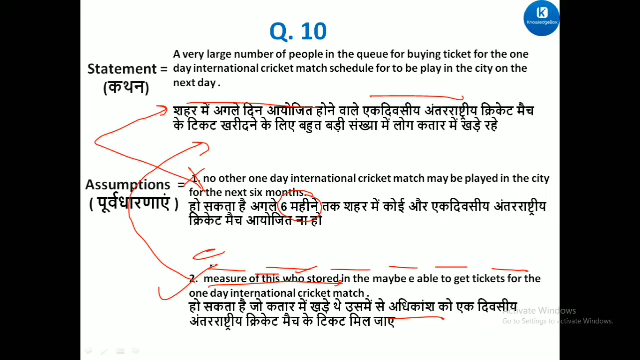 Q. 10
K
KnowledgeBox
A very large number of people in the queue for buying ticket for the one
Statement = day international cricket match schedule for to be play in the city on the
(कथन) next day .
शहर में अगले दिन आयोजित होने वाले एकदिवसीय अंतरराष्ट्रीय क्रिकेट मैच
के टिकट खरीदने के लिए बहुत बड़ी संख्या में लोग कतार में खड़े रहे
1. no other one day international cricket match may be played in the city
Assumptions = for the next six months.
(पूर्वधारणाएं) हो सकता है अगले 6 महीने तक शहर में कोई और एकदिवसीय अंतरराष्ट्रीय
क्रिकेट मैच आयोजित ना हो
2. measure of this who stored in the maybe e able to get tickets for the
one day international cricket match .
हो सकता है जो कतार में खड़े थे उसमें से अधिकांश को एक दिवसीय
अंतरराष्ट्रीय क्रिकेट मैच के टिकट मिल जाए
Activate Windows
Go to Settings to activate Windows.